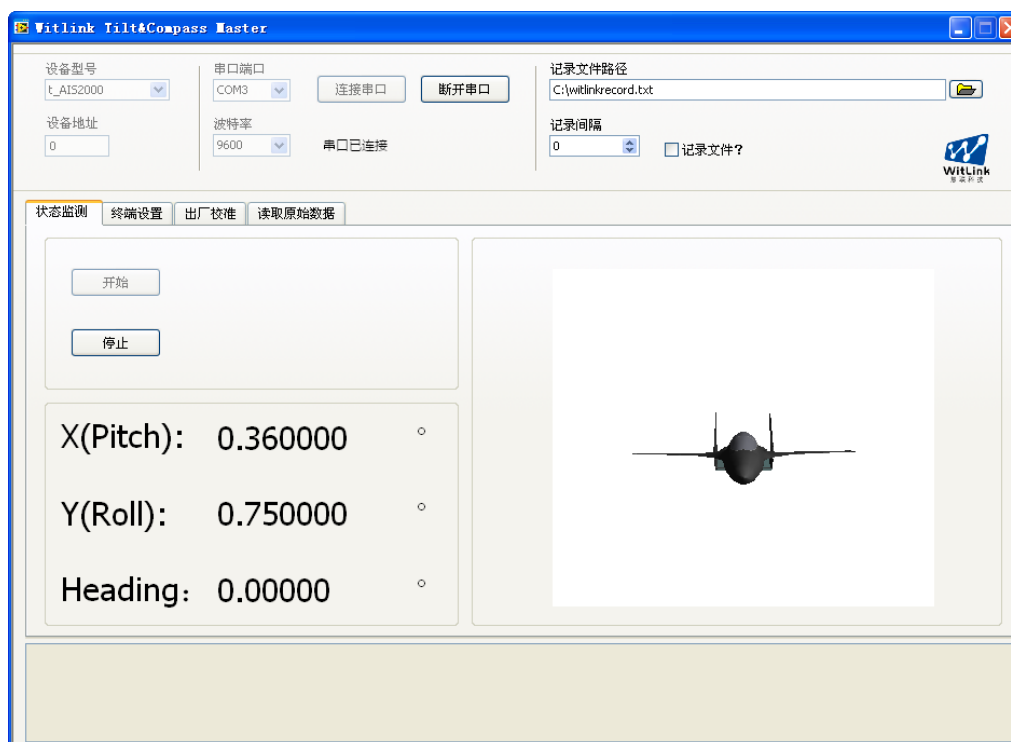 Witlink Tilt&Compass Master
设备型号
t_AIS2000
设备地址
0
串口端口
COM3
波特率
9600
连接串口
断开串口
串口已连接
记录文件路径
C:\witlinkrecord.txt
记录间隔
0
记录文件?
WitLink
慧联科技
状态监测
终端设置
出厂校准
读取原始数据
开始
停止
X(Pitch): 0.360000 °
Y(Roll): 0.750000 °
Heading: 0.00000 °